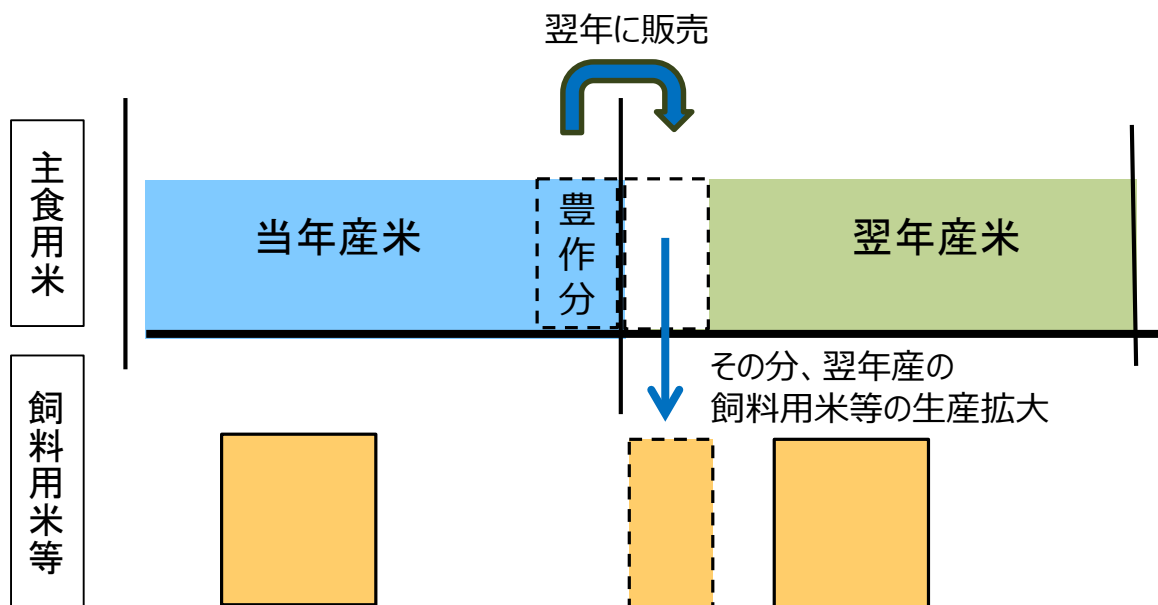 翌年に販売
主食用米
当年産米
豊作分
翌年産米
その分、翌年産の
飼料用米等の生産拡大
飼料用米等